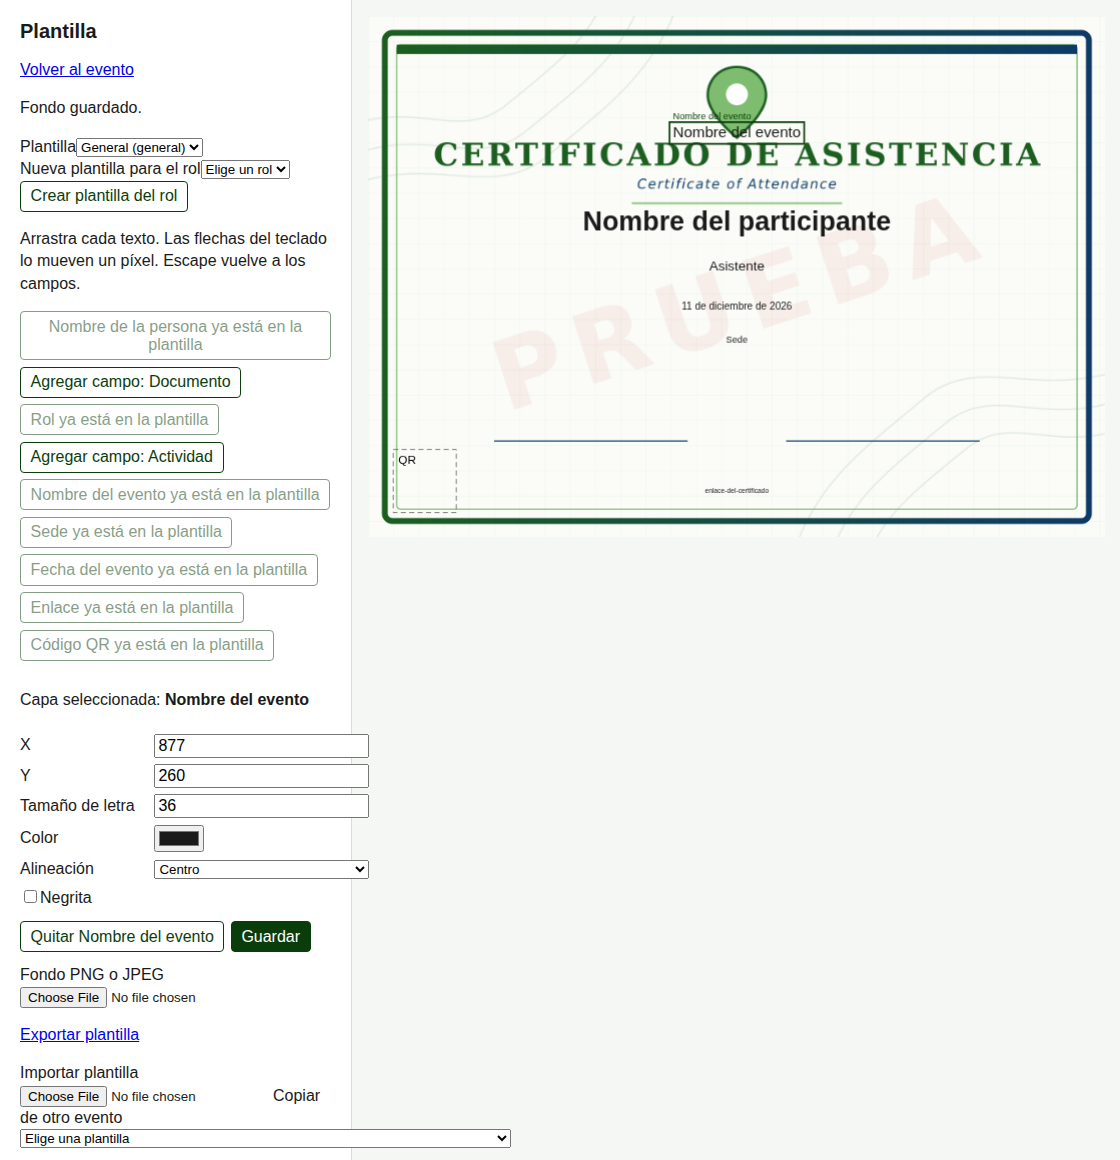 Plantilla
Volver al evento
Fondo guardado.
Plantilla General (general)
Nueva plantilla para el rol Elige un rol
Crear plantilla del rol
Arrastra cada texto. Las flechas del teclado
lo mueven un píxel. Escape vuelve a los
campos.
Nombre de la persona ya está en la
plantilla
Agregar campo: Documento
Rol ya está en la plantilla
Agregar campo: Actividad
Nombre del evento ya está en la plantilla
Sede ya está en la plantilla
Fecha del evento ya está en la plantilla
Enlace ya está en la plantilla
Código QR ya está en la plantilla
Capa seleccionada: Nombre del evento
X 877
Y 260
Tamaño de letra 36
Color
Alineación Centro
Negrita
Quitar Nombre del evento Guardar
Fondo PNG o JPEG
Choose File No file chosen
Exportar plantilla
Importar plantilla
Choose File No file chosen Copiar
de otro evento
Elige una plantilla
Nombre del evento
Nombre del evento
CERTIFICADO DE ASISTENCIA
Certificate of Attendance
Nombre del participante
Asistente
11 de diciembre de 2026
Sede
PRUEBA
QR
enlace-del-certificado